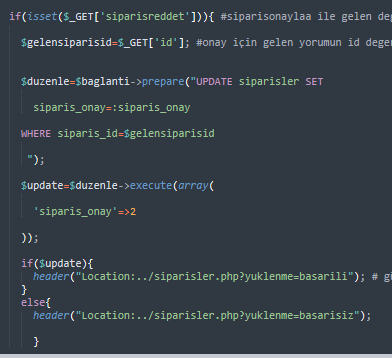 if(isset($_GET['siparisreddet'])){ #siparisonaylaa ile gelen
$gelensiparisid=$_GET['id']; #onay için gelen yorumun id
$duzenle=$baglanti->prepare("UPDATE siparisler SET
siparis_onay=:siparis_onay
WHERE siparis_id=$gelensiparisid
");
$update=$duzenle->execute(array(
'siparis_onay'=>2
));
if($update){
header("Location:../siparisler.php?yuklenme=basarili"); #
}
else{
header("Location:../siparisler.php?yuklenme=basarisiz");
}